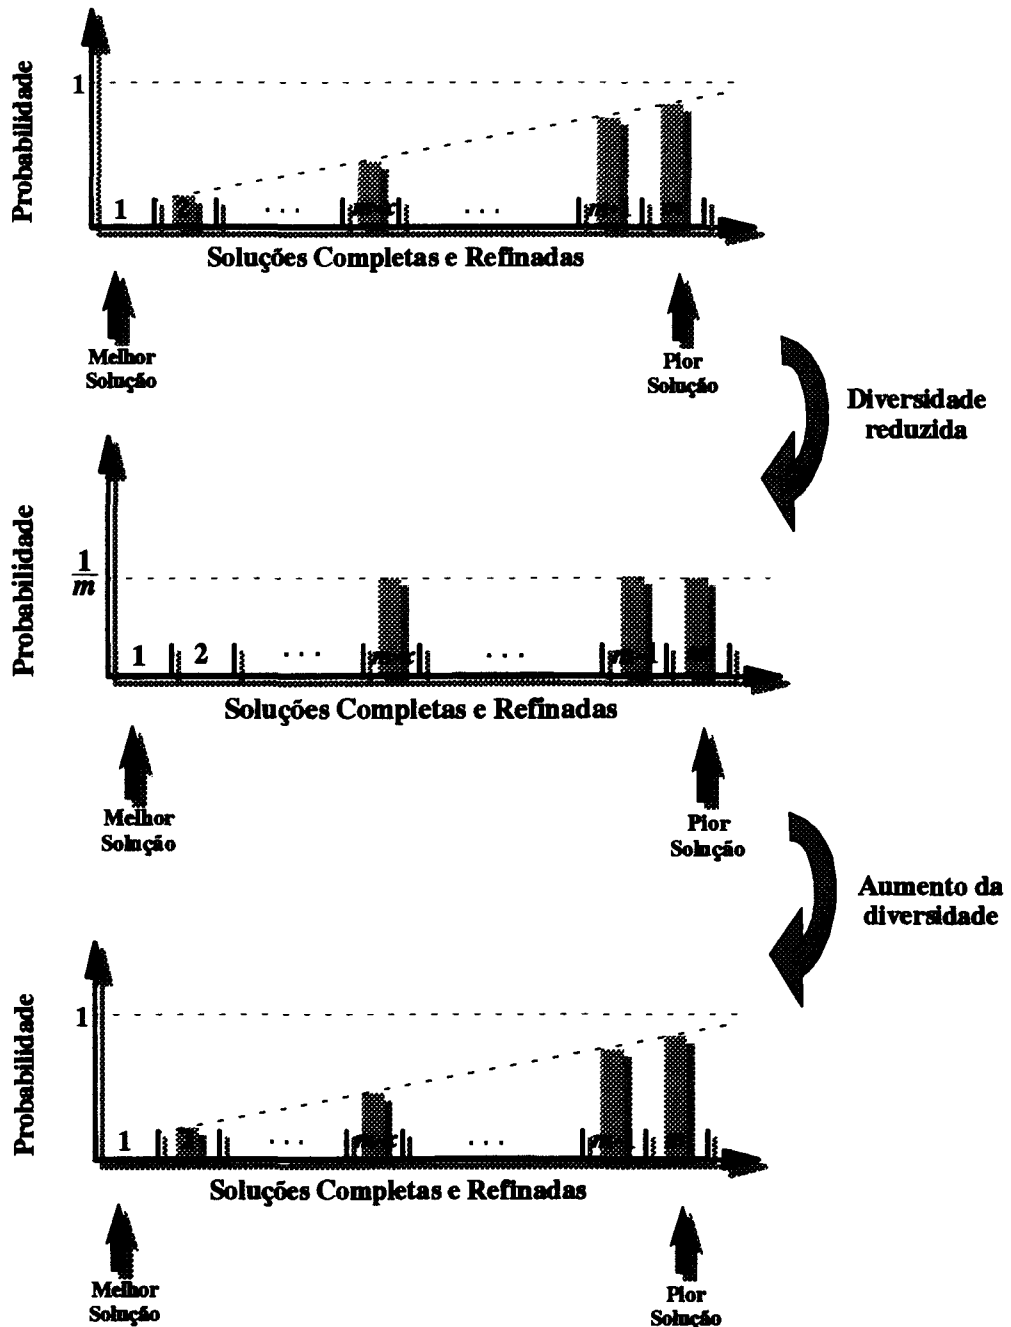 Probabilidade
1
1
...
...
Soluções Completas e Refinadas
Melhor
Solução
Pior
Solução
Diversidade
reduzida
Probabilidade
1
m
1
2
...
...
Soluções Completas e Refinadas
Melhor
Solução
Pior
Solução
Aumento da
diversidade
Probabilidade
1
1
...
...
Soluções Completas e Refinadas
Melhor
Solução
Pior
Solução